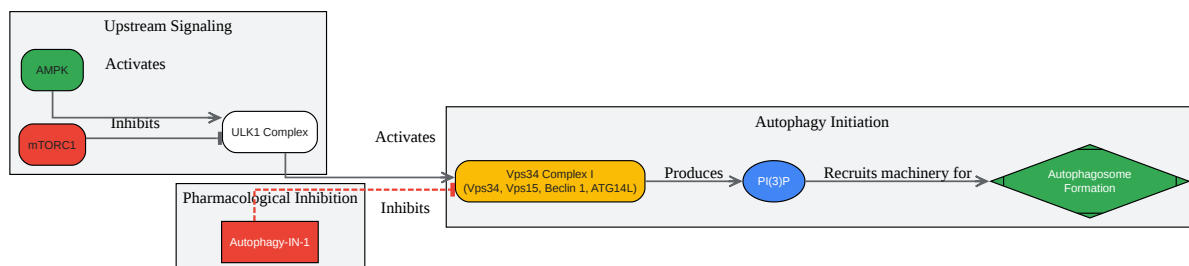 Upstream Signaling
AMPK
Activates
Inhibits
mTORC1
ULK1 Complex
Activates
Inhibits
Pharmacological Inhibition
Autophagy-IN-1
Autophagy Initiation
Vps34 Complex I
(Vps34, Vps15, Beclin 1, ATG14L)
Produces
PI(3)P
Recruits machinery for
Autophagosome
Formation